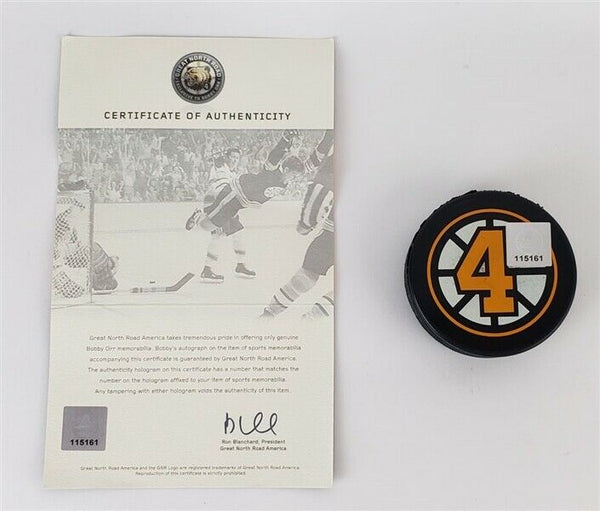 GREAT NORTH ROAD
CERTIFICATE OF AUTHENTICITY
Great North Road America takes tremendous pride in offering only genuine
Bobby Orr memorabilia. Bobby's autograph on the item of sports memorabilia
accompanying this certificate is guaranteed by Great North Road America.
The authenticity hologram on this certificate has a number that matches the
number on the hologram affixed to your item of sports memorabilia.
Any tampering with either hologram voids the authenticity of this item.
115161
Ron Blanchard, President
Great North Road America
Great North Road America and the GNR Logo are registered trademarks of Great North Road America.
Reproduction of this certificate is strictly prohibited.
4
115161